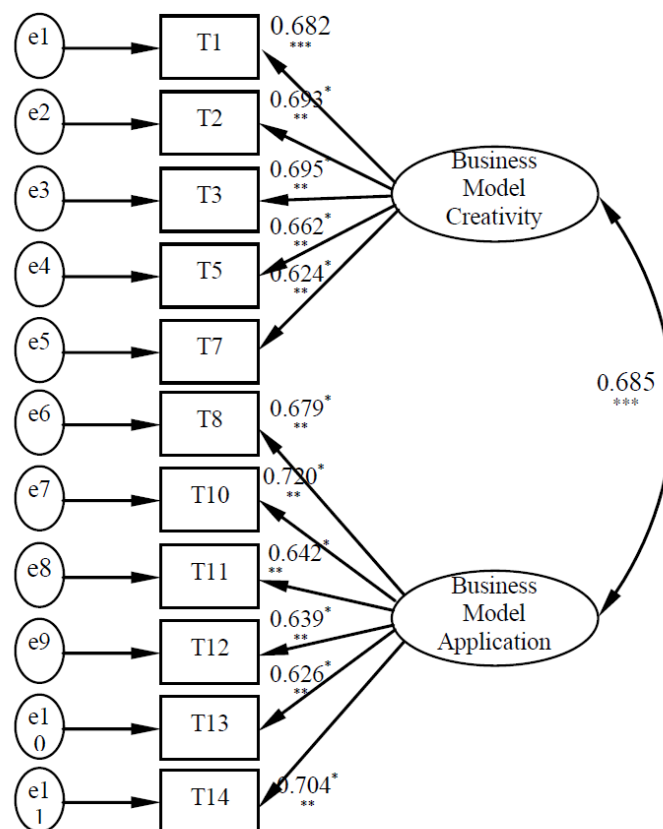 e1
T1
0.682
***
e2
T2
0.693*
**
e3
T3
0.695*
**
Business
Model
Creativity
e5
T7
0.662*
**
e4
T5
0.624*
**
0.685
***
e6
T8
0.679*
**
e7
T10
0.720*
**
e8
T11
0.642*
**
Business
Model
Application
e9
T12
0.639*
**
e1
0
T13
0.626*
**
e1
1
T14
0.704*
**